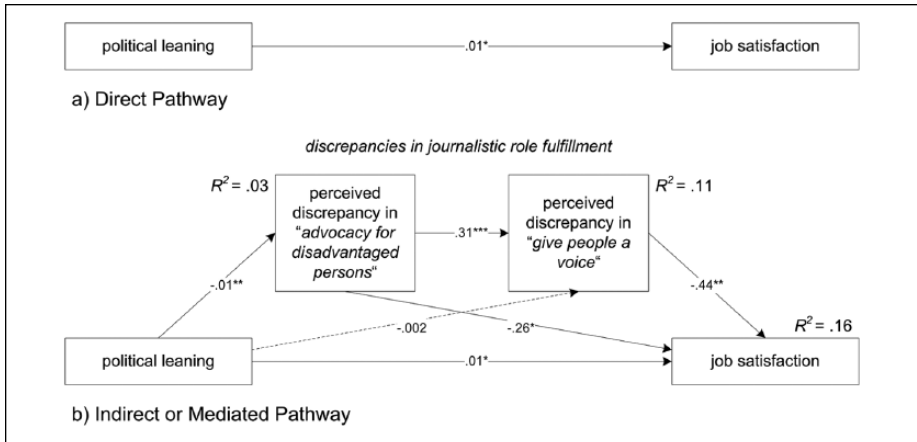 political leaning
.01*
job satisfaction
a) Direct Pathway
discrepancies in journalistic role fulfillment
R² = .03
perceived
discrepancy in
“advocacy for
disadvantaged
persons“
.31***
perceived
discrepancy in
“give people a
voice“
R² = .11
-.01**
-.002
-.26*
-.44**
R² = .16
political leaning
.01*
job satisfaction
b) Indirect or Mediated Pathway